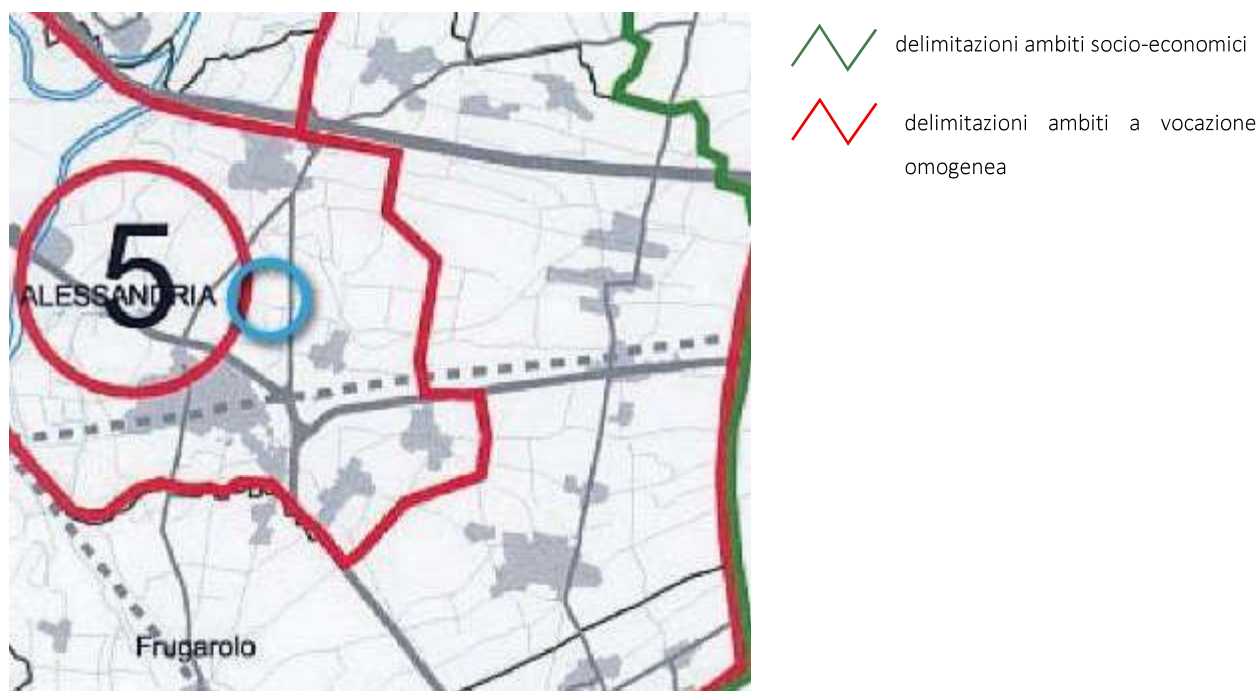 5
ALESSANDRIA
Frugarolo
delimitazioni ambiti socio-economici
delimitazioni ambiti a vocazione
omogenea